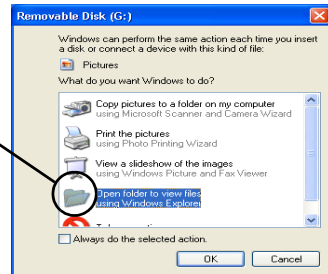 Removable Disk (G:)
Windows can perform the same action each time you insert
a disk or connect a device with this kind of file:
Pictures
What do you want Windows to do?
Copy pictures to a folder on my computer
using Microsoft Scanner and Camera Wizard
Print the pictures
using Photo Printing Wizard
View a slideshow of the images
using Windows Picture and Fax Viewer
Open folder to view files
using Windows Explorer
Always do the selected action.
OK
Cancel